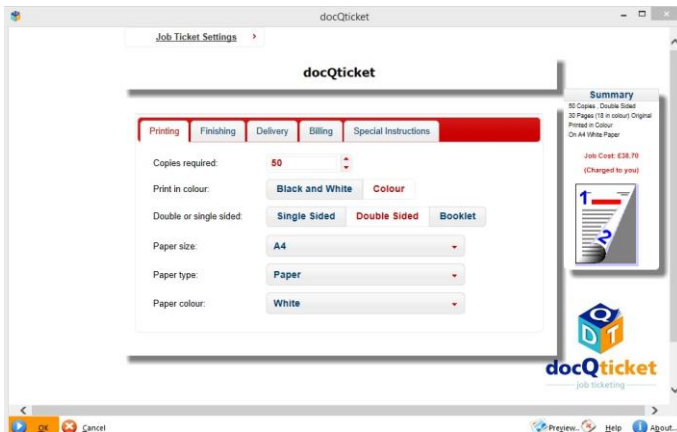 docQticket
Job Ticket Settings >
docQticket
Printing Finishing Delivery Billing Special Instructions
Copies required: 50
Print in colour: Black and White Colour
Double or single sided: Single Sided Double Sided Booklet
Paper size: A4
Paper type: Paper
Paper colour: White
Summary
50 Copies , Double Sided
30 Pages (18 in colour) Original
Printed in Colour
On A4 White Paper
Job Cost: £38.70
(Charged to you)
1
2
Q
D T
docQticket
job ticketing
OK Cancel Preview... Help About...